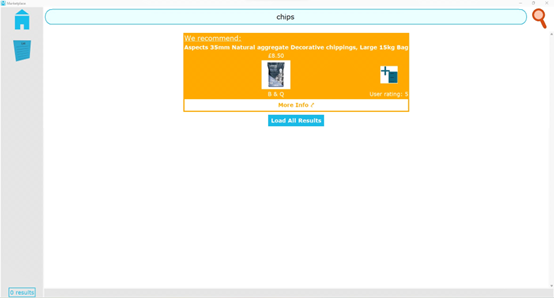 chips
We recommend:
Aspects 35mm Natural aggregate Decorative chippings, Large 15kg Bag
£8.50
B & Q
User rating: 5
More Info /
Load All Results
0 results